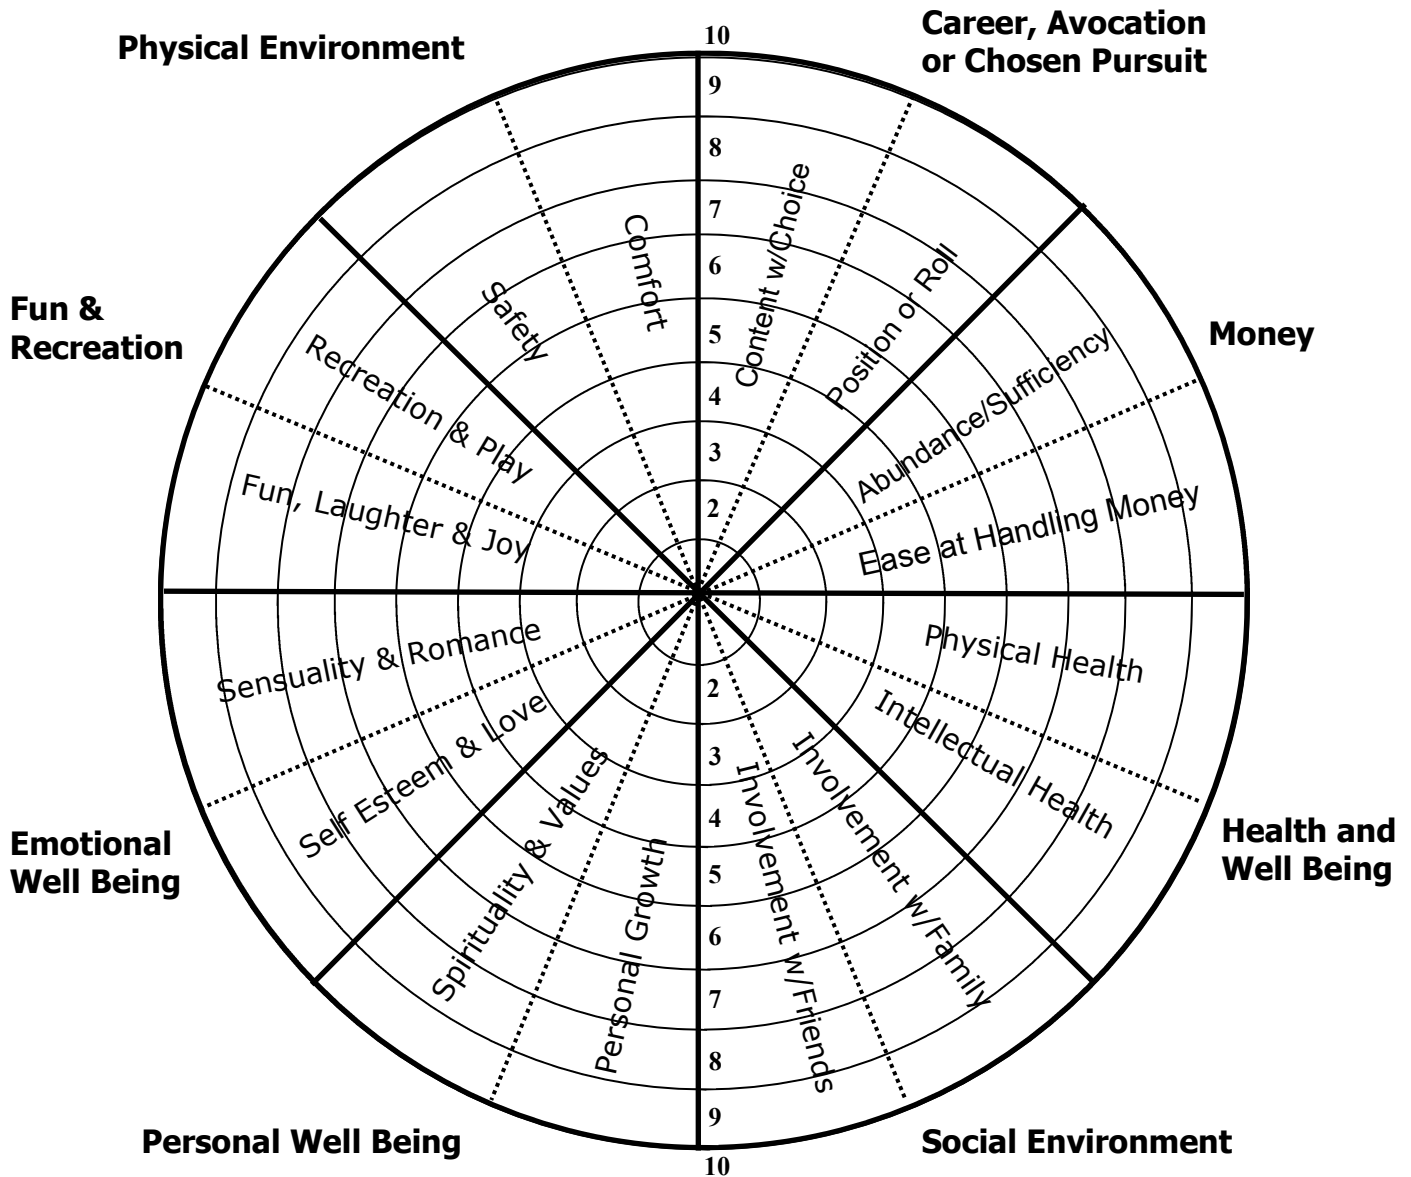 10
Career, Avocation
or Chosen Pursuit
Physical Environment
9
8
7
6
5
4
3
2
Comfort
Safety
Content w/Choice
Position or Roll
Fun &
Recreation
Money
Recreation & Play
Fun, Laughter & Joy
Abundance/Sufficiency
Ease at Handling Money
Sensuality & Romance
Self Esteem & Love
Physical Health
Intellectual Health
Emotional
Well Being
Health and
Well Being
Spirituality & Values
Personal Growth
Involvement w/Friends
Involvement w/Family
2
3
4
5
6
7
8
9
10
Personal Well Being
Social Environment